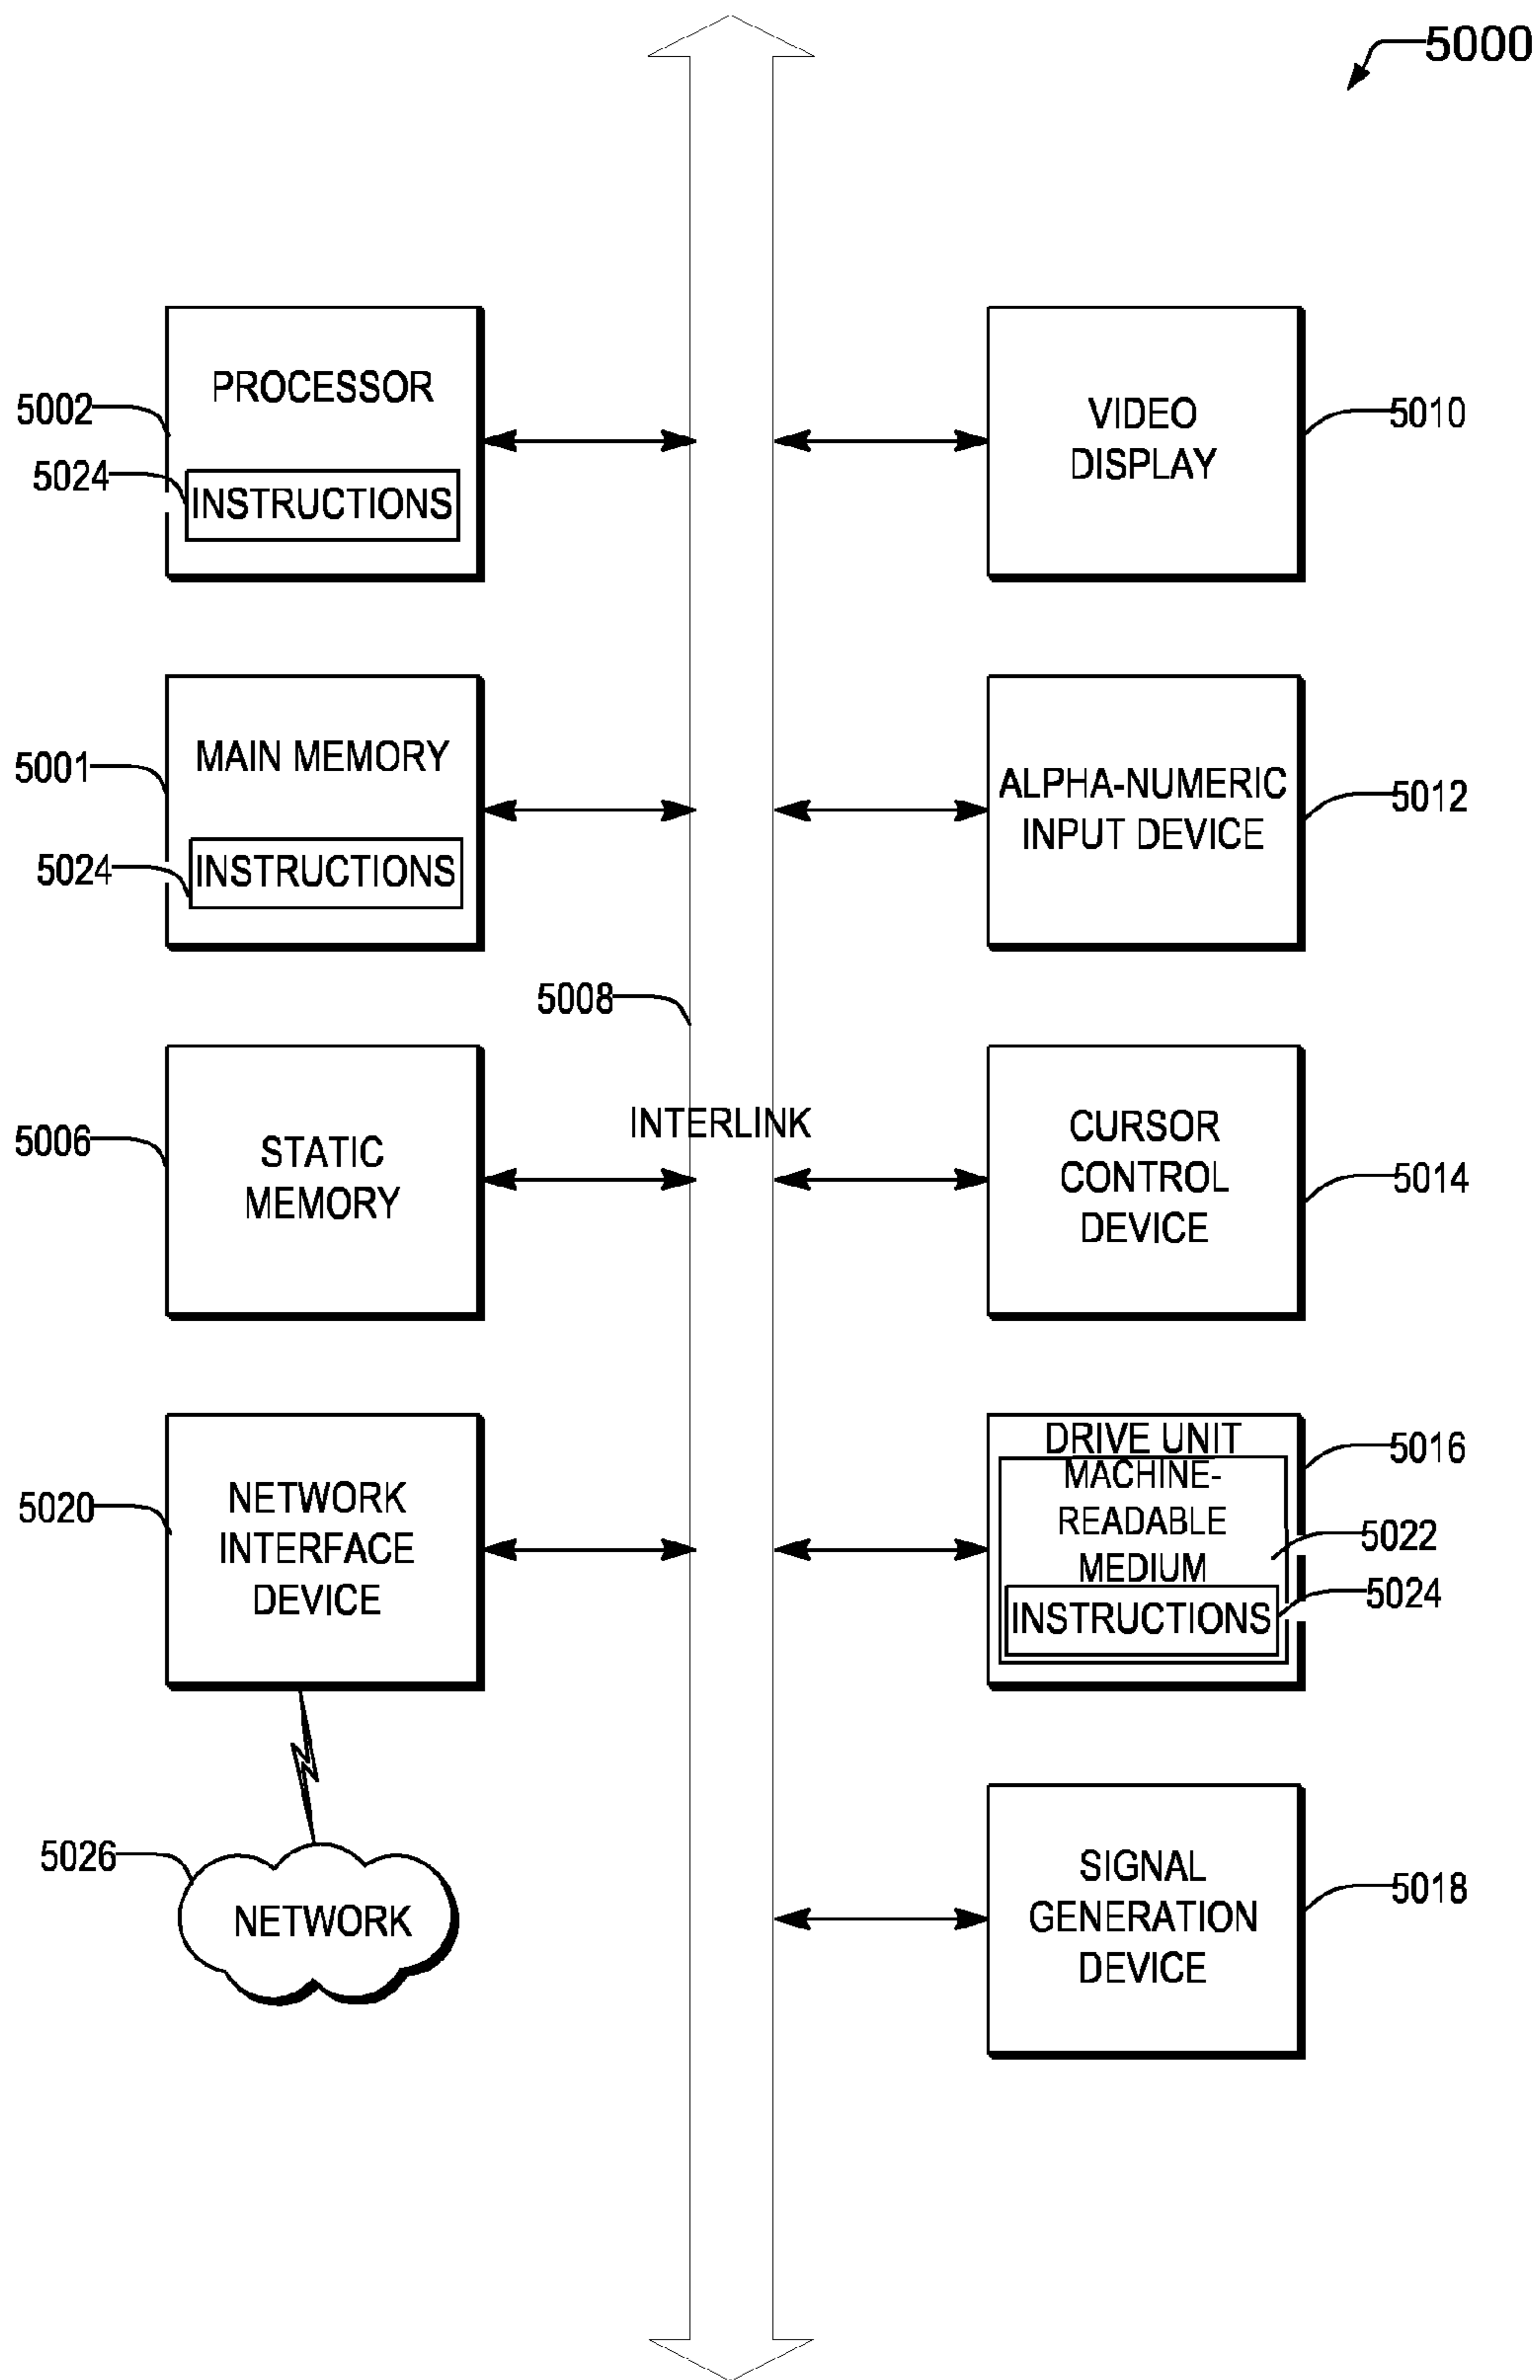 5000
PROCESSOR
5002
5024
INSTRUCTIONS
VIDEO
DISPLAY
5010
MAIN MEMORY
5001
5024
INSTRUCTIONS
ALPHA-NUMERIC
INPUT DEVICE
5012
5008
INTERLINK
5006
STATIC
MEMORY
CURSOR
CONTROL
DEVICE
5014
5020
NETWORK
INTERFACE
DEVICE
DRIVE UNIT
MACHINE-
READABLE
MEDIUM
INSTRUCTIONS
5016
5022
5024
5026
NETWORK
SIGNAL
GENERATION
DEVICE
5018